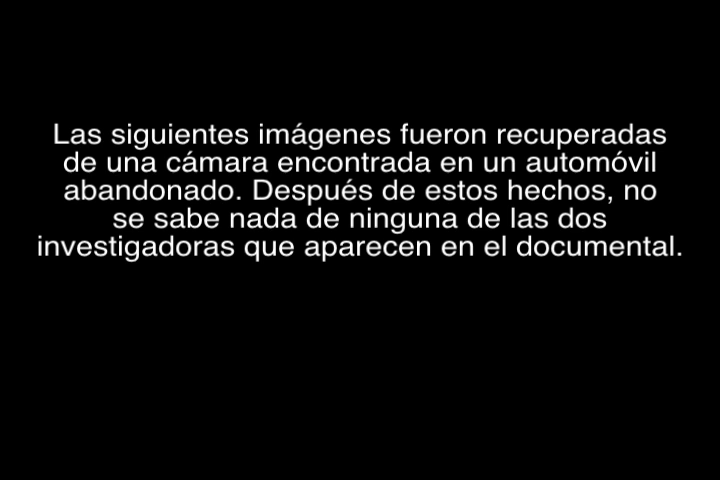 Las siguientes imágenes fueron recuperadas
de una cámara encontrada en un automóvil
abandonado. Después de estos hechos, no
se sabe nada de ninguna de las dos
investigadoras que aparecen en el documental.